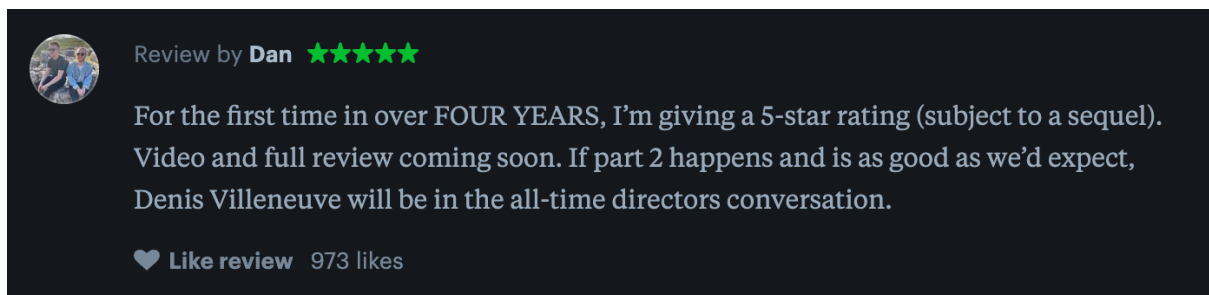 Review by Dan
For the first time in over FOUR YEARS, I’m giving a 5-star rating (subject to a sequel).
Video and full review coming soon. If part 2 happens and is as good as we’d expect,
Denis Villeneuve will be in the all-time directors conversation.
Like review 973 likes